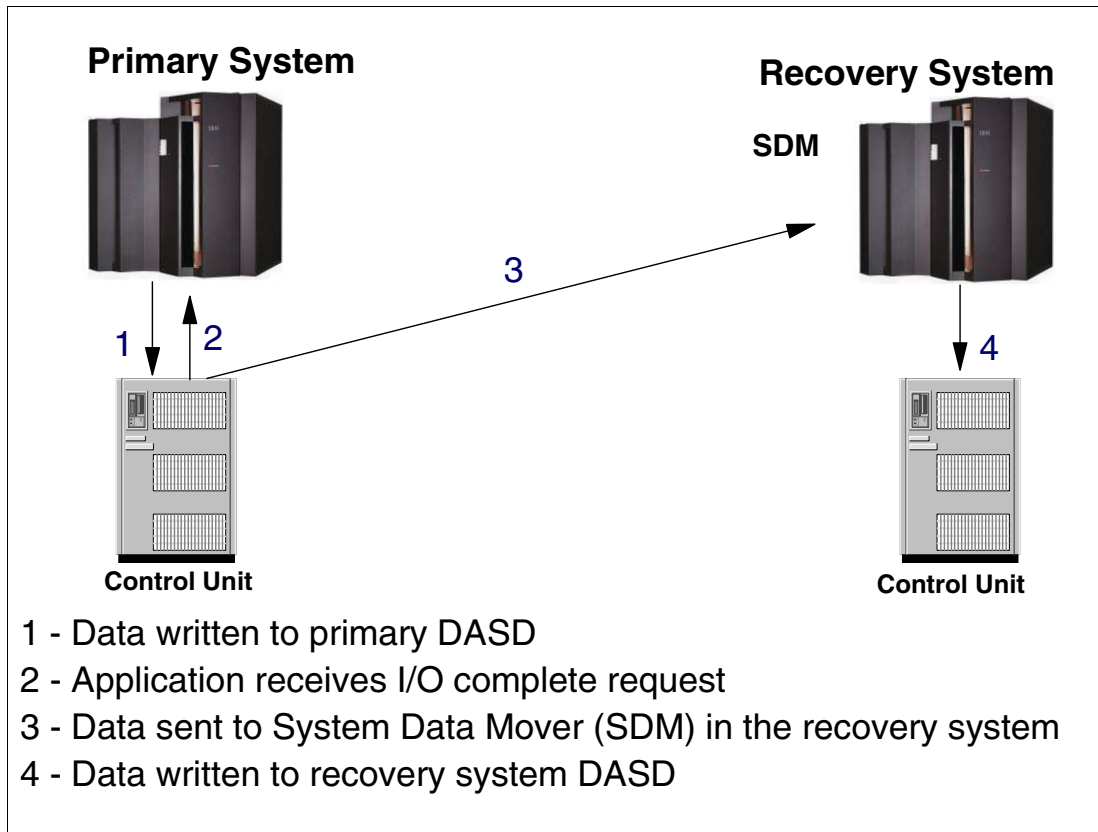 Primary System
Recovery System
SDM
3
1
2
4
Control Unit
Control Unit
1 - Data written to primary DASD
2 - Application receives I/O complete request
3 - Data sent to System Data Mover (SDM) in the recovery system
4 - Data written to recovery system DASD